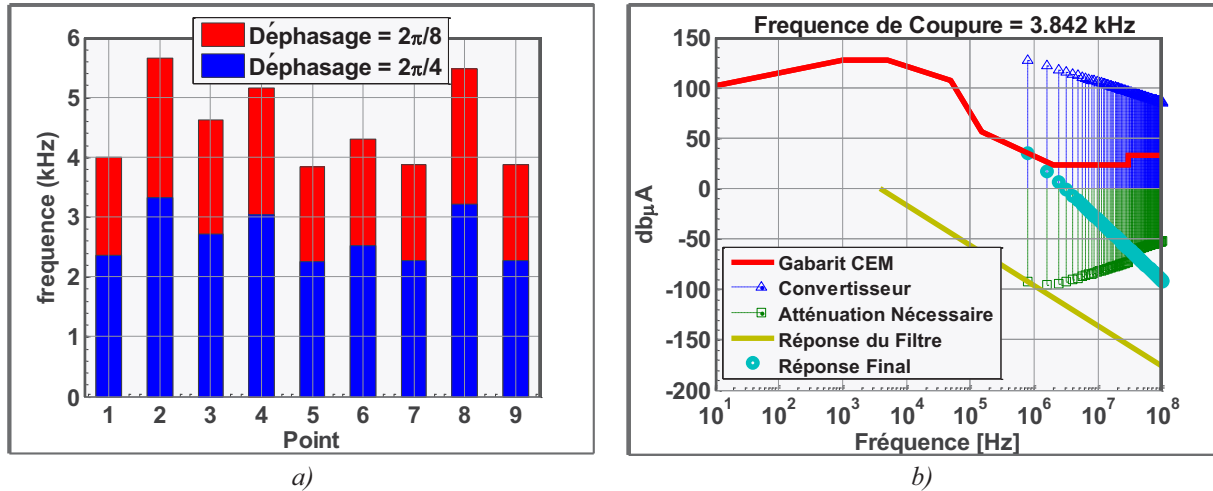 Déphasage = 2π/8
Déphasage = 2π/4
frequence (kHz)
6
5
4
3
2
1
0
1 2 3 4 5 6 7 8 9
Point
a)
Frequence de Coupure = 3.842 kHz
dbµA
150
100
50
0
-50
-100
-150
-200
Gabarit CEM
Convertisseur
Atténuation Nécessaire
Réponse du Filtre
Réponse Final
10^1 10^2 10^3 10^4 10^5 10^6 10^7 10^8
Fréquence [Hz]
b)